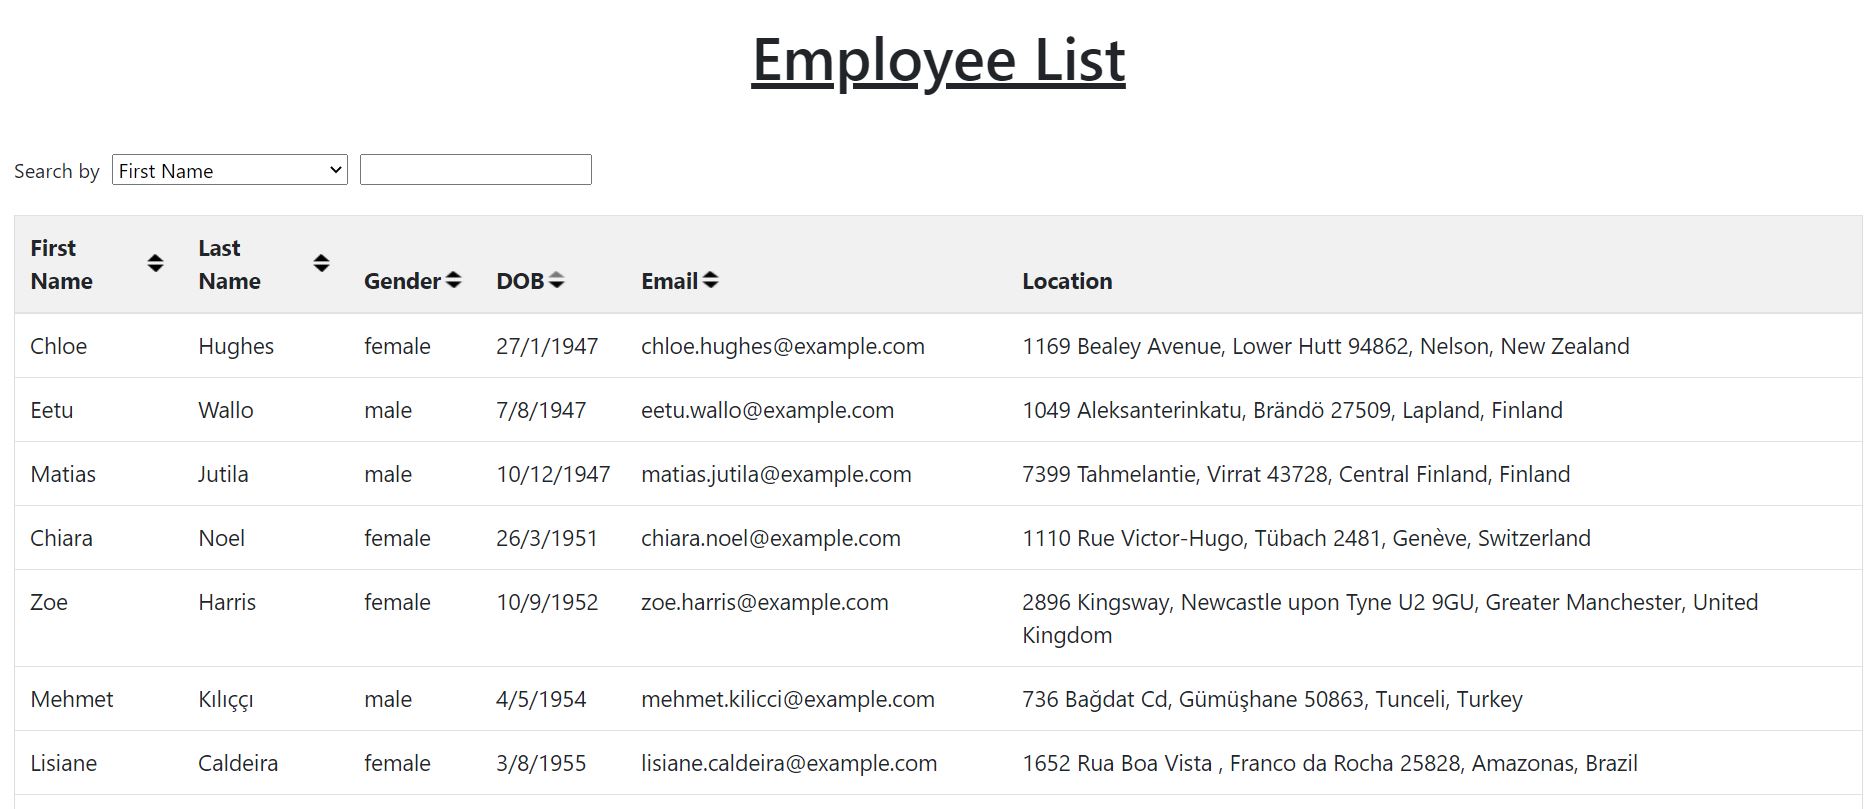 Employee List
Search by First Name
First Name Last Name Gender DOB Email Location
Chloe Hughes female 27/1/1947 chloe.hughes@example.com 1169 Bealey Avenue, Lower Hutt 94862, Nelson, New Zealand
Eetu Wallo male 7/8/1947 eetu.wallo@example.com 1049 Aleksanterinkatu, Brändö 27509, Lapland, Finland
Matias Jutila male 10/12/1947 matias.jutila@example.com 7399 Tahmelantie, Virrat 43728, Central Finland, Finland
Chiara Noel female 26/3/1951 chiara.noel@example.com 1110 Rue Victor-Hugo, Tübach 2481, Genève, Switzerland
Zoe Harris female 10/9/1952 zoe.harris@example.com 2896 Kingsway, Newcastle upon Tyne U2 9GU, Greater Manchester, United
Kingdom
Mehmet Kılıççı male 4/5/1954 mehmet.kilicci@example.com 736 Bağdat Cd, Gümüşhane 50863, Tunceli, Turkey
Lisiane Caldeira female 3/8/1955 lisiane.caldeira@example.com 1652 Rua Boa Vista , Franco da Rocha 25828, Amazonas, Brazil